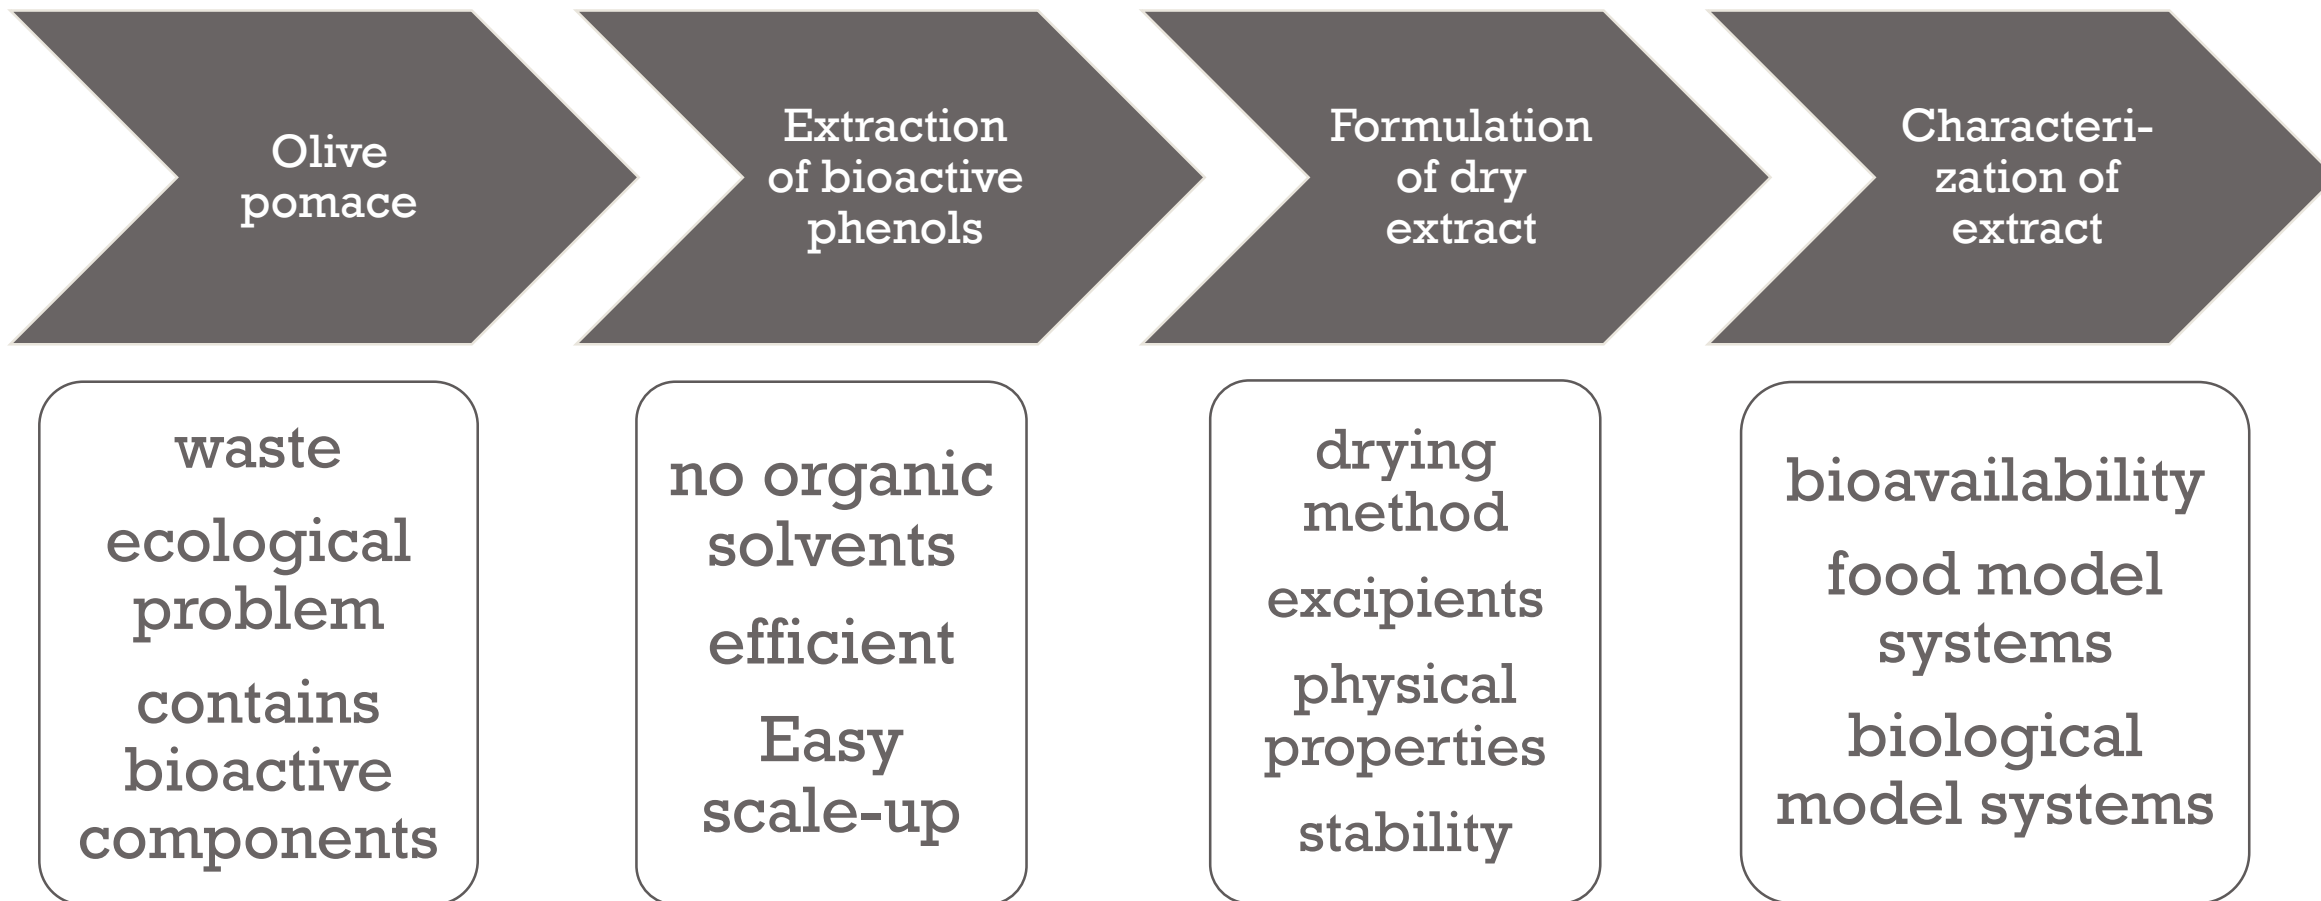 Olive
pomace
Extraction
of bioactive
phenols
Formulation
of dry
extract
Characteri-
zation of
extract
waste
ecological
problem
contains
bioactive
components
no organic
solvents
efficient
Easy
scale-up
drying
method
excipients
physical
properties
stability
bioavailability
food model
systems
biological
model systems